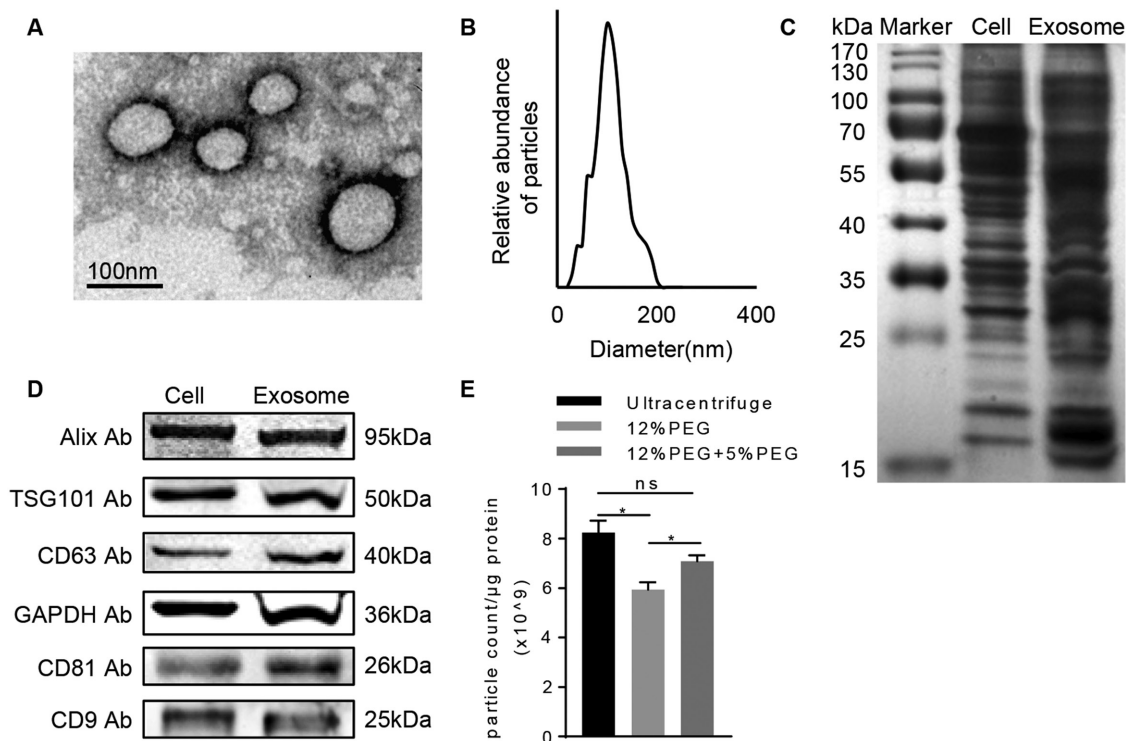 A
100nm
B
Relative abundance
of particles
0 200 400
Diameter(nm)
C
kDa Marker Cell Exosome
170
130
100
70
55
40
35
25
15
D
Cell Exosome
Alix Ab 95kDa
TSG101 Ab 50kDa
CD63 Ab 40kDa
GAPDH Ab 36kDa
CD81 Ab 26kDa
CD9 Ab 25kDa
E
Ultracentrifuge
12%PEG
12%PEG+5%PEG
particle count/μg protein
(x10^9)
10
8
6
4
2
0
ns
*
*